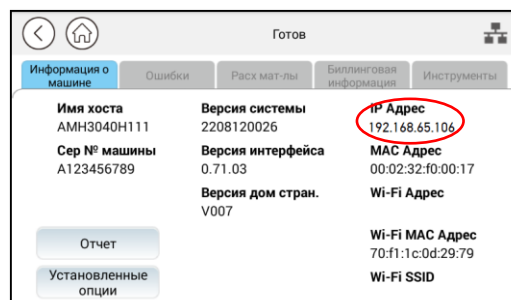 Готов
Информация о машине
Ошибки
Расх мат-лы
Биллинговая информация
Инструменты
Имя хоста
AMH3040H111
Сер № машины
A123456789
Версия системы
2208120026
Версия интерфейса
0.71.03
Версия дом стран.
V007
IP Адрес
192.168.65.106
MAC Адрес
00:02:32:f0:00:17
Wi-Fi Адрес
Wi-Fi MAC Адрес
70:f1:1c:0d:29:79
Wi-Fi SSID
Отчет
Установленные опции